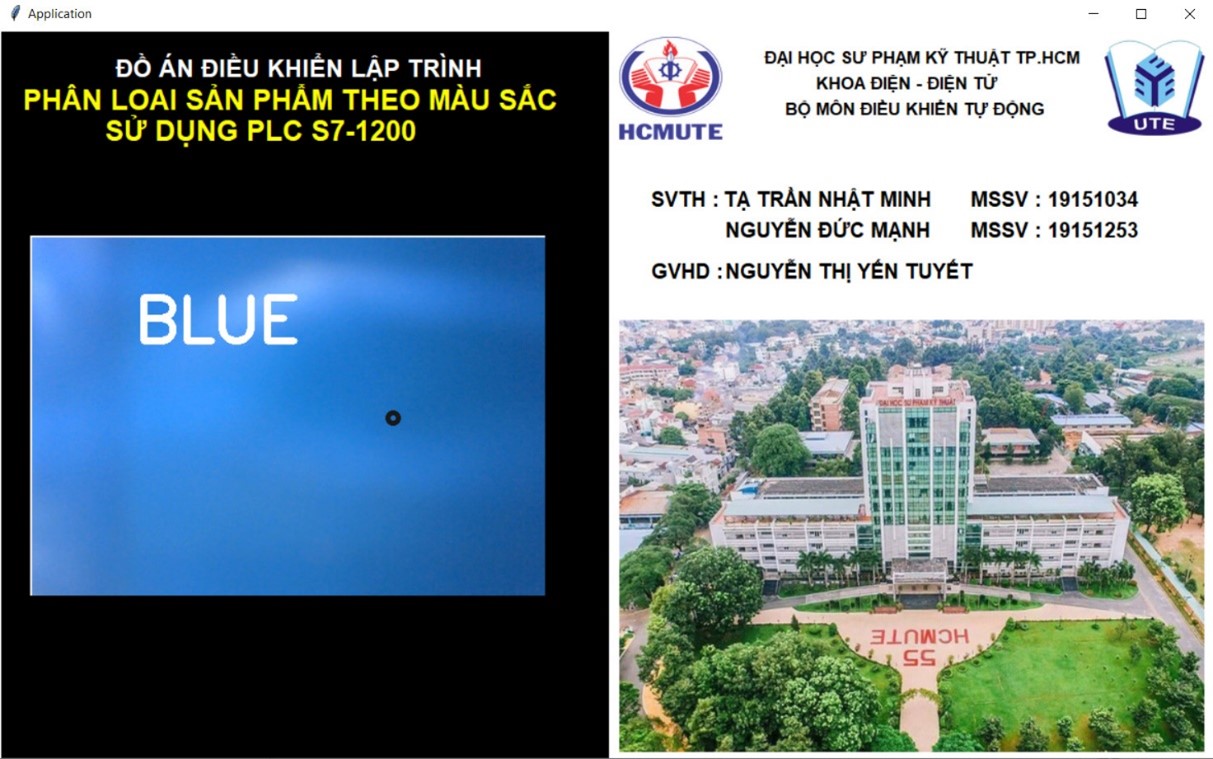 Application
ĐỒ ÁN ĐIỀU KHIỂN LẬP TRÌNH
PHÂN LOAI SẢN PHẨM THEO MÀU SẮC
SỬ DỤNG PLC S7-1200
BLUE
HCMUTE
ĐẠI HỌC SƯ PHẠM KỸ THUẬT TP.HCM
KHOA ĐIỆN - ĐIỆN TỬ
BỘ MÔN ĐIỀU KHIỂN TỰ ĐỘNG
UTE
SVTH : TẠ TRẦN NHẬT MINH MSSV : 19151034
NGUYỄN ĐỨC MẠNH MSSV : 19151253
GVHD : NGUYỄN THỊ YẾN TUYẾT
ĐẠI HỌC SƯ PHẠM KỸ THUẬT
HCMUTE
55